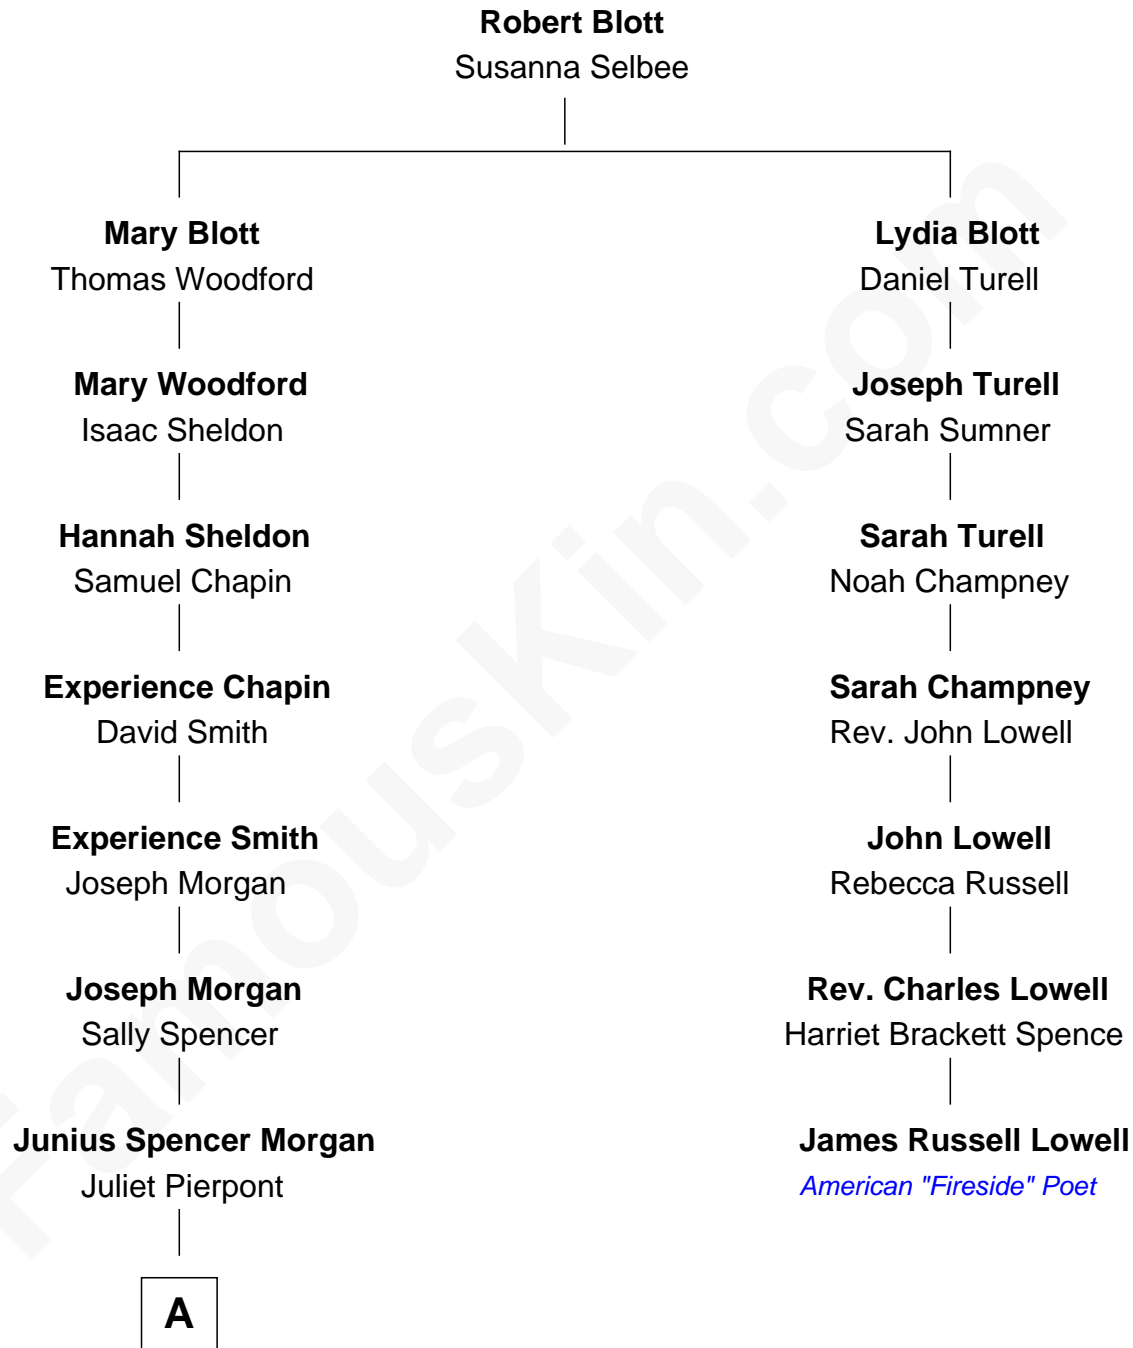 Robert Blott
Susanna Selbee
Mary Blott
Thomas Woodford
Lydia Blott
Daniel Turell
Mary Woodford
Isaac Sheldon
Joseph Turell
Sarah Sumner
Hannah Sheldon
Samuel Chapin
Sarah Turell
Noah Champney
Experience Chapin
David Smith
Sarah Champney
Rev. John Lowell
Experience Smith
Joseph Morgan
John Lowell
Rebecca Russell
Joseph Morgan
Sally Spencer
Rev. Charles Lowell
Harriet Brackett Spence
Junius Spencer Morgan
Juliet Pierpont
James Russell Lowell
American "Fireside" Poet
A
FamousKin.com